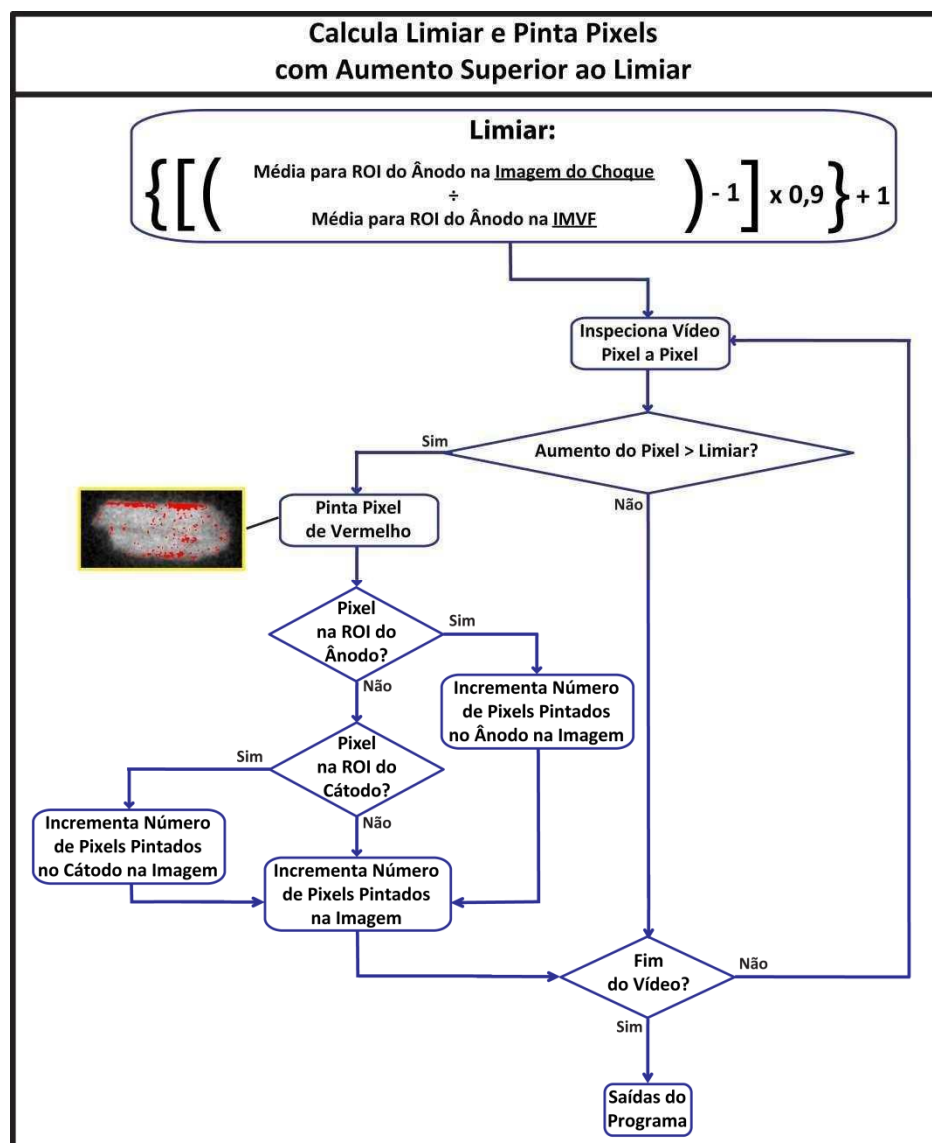 Calcula Limiar e Pinta Pixels
com Aumento Superior ao Limiar
Limiar:
{[( Média para ROI do Ânodo na Imagem do Choque
÷
Média para ROI do Ânodo na IMVF ) - 1] x 0,9} + 1
Inspeciona Vídeo
Pixel a Pixel
Aumento do Pixel > Limiar?
Sim
Não
Pinta Pixel
de Vermelho
Pixel
na ROI do
Ânodo?
Sim
Não
Incrementa Número
de Pixels Pintados
no Ânodo na Imagem
Pixel
na ROI do
Cátodo?
Sim
Não
Incrementa Número
de Pixels Pintados
no Cátodo na Imagem
Incrementa Número
de Pixels Pintados
na Imagem
Fim
do Vídeo?
Não
Sim
Saídas do
Programa